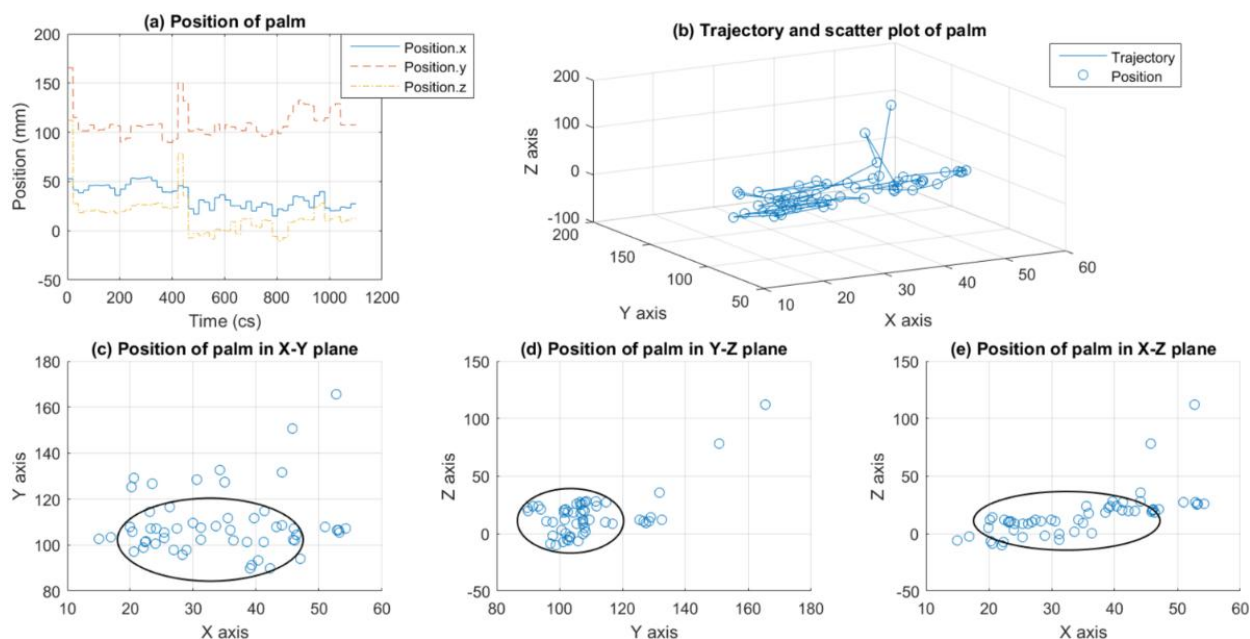 (a) Position of palm
200
150
100
50
0
-50
0 200 400 600 800 1000 1200
Position (mm)
Time (cs)
Position.x
Position.y
Position.z
(b) Trajectory and scatter plot of palm
200
100
0
-100
200
150
100
50
10
20
30
40
50
60
Z axis
Y axis
X axis
Trajectory
Position
(c) Position of palm in X-Y plane
180
160
140
120
100
80
10 20 30 40 50 60
Y axis
X axis
(d) Position of palm in Y-Z plane
150
100
50
0
-50
80 100 120 140 160 180
Z axis
Y axis
(e) Position of palm in X-Z plane
150
100
50
0
-50
10 20 30 40 50 60
Z axis
X axis